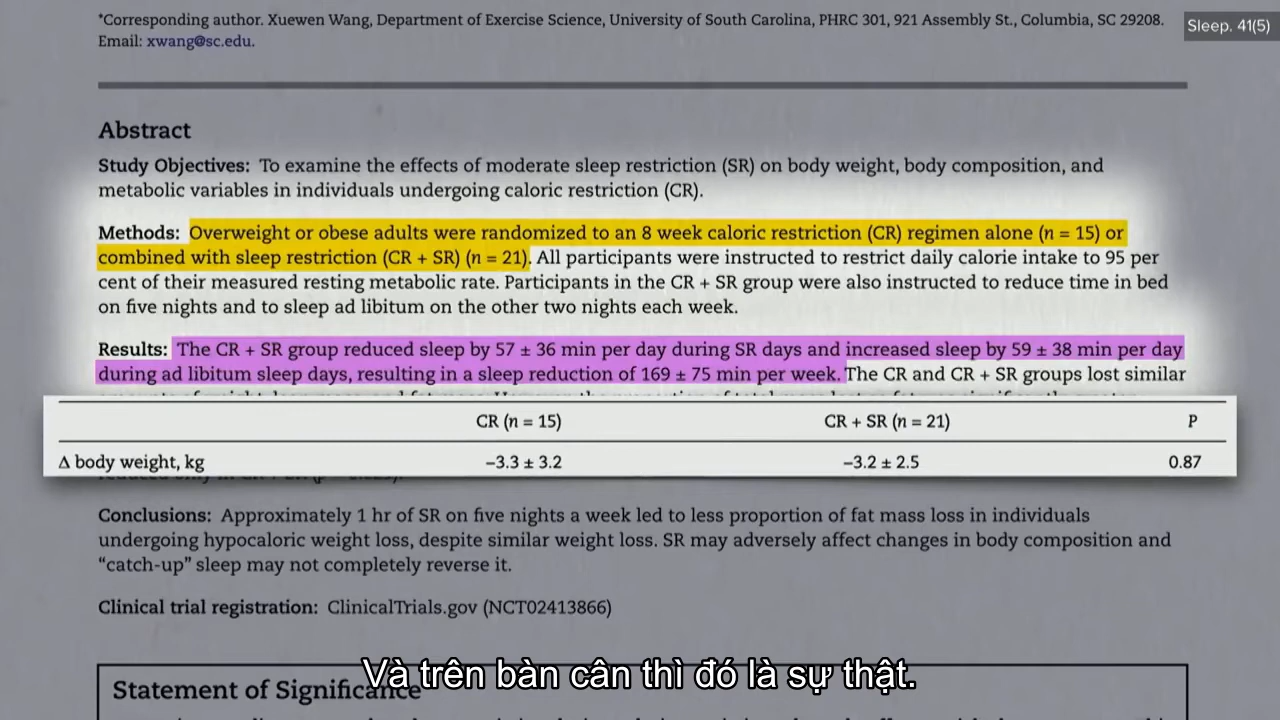 *Corresponding author. Xuewen Wang, Department of Exercise Science, University of South Carolina, PHRC 301, 921 Assembly St., Columbia, SC 29208.
Email: xwang@sc.edu.
Sleep. 41(5)
Abstract
Study Objectives: To examine the effects of moderate sleep restriction (SR) on body weight, body composition, and
metabolic variables in individuals undergoing caloric restriction (CR).
Methods: Overweight or obese adults were randomized to an 8 week caloric restriction (CR) regimen alone (n = 15) or
combined with sleep restriction (CR + SR) (n = 21). All participants were instructed to restrict daily calorie intake to 95 per
cent of their measured resting metabolic rate. Participants in the CR + SR group were also instructed to reduce time in bed
on five nights and to sleep ad libitum on the other two nights each week.
Results: The CR + SR group reduced sleep by 57 ± 36 min per day during SR days and increased sleep by 59 ± 38 min per day
during ad libitum sleep days, resulting in a sleep reduction of 169 ± 75 min per week. The CR and CR + SR groups lost similar
CR (n = 15) CR + SR (n = 21) P
Δ body weight, kg −3.3 ± 3.2 −3.2 ± 2.5 0.87
Conclusions: Approximately 1 hr of SR on five nights a week led to less proportion of fat mass loss in individuals
undergoing hypocaloric weight loss, despite similar weight loss. SR may adversely affect changes in body composition and
“catch-up” sleep may not completely reverse it.
Clinical trial registration: ClinicalTrials.gov (NCT02413866)
Statement of Significance
Và trên bàn cân thì đó là sự thật.